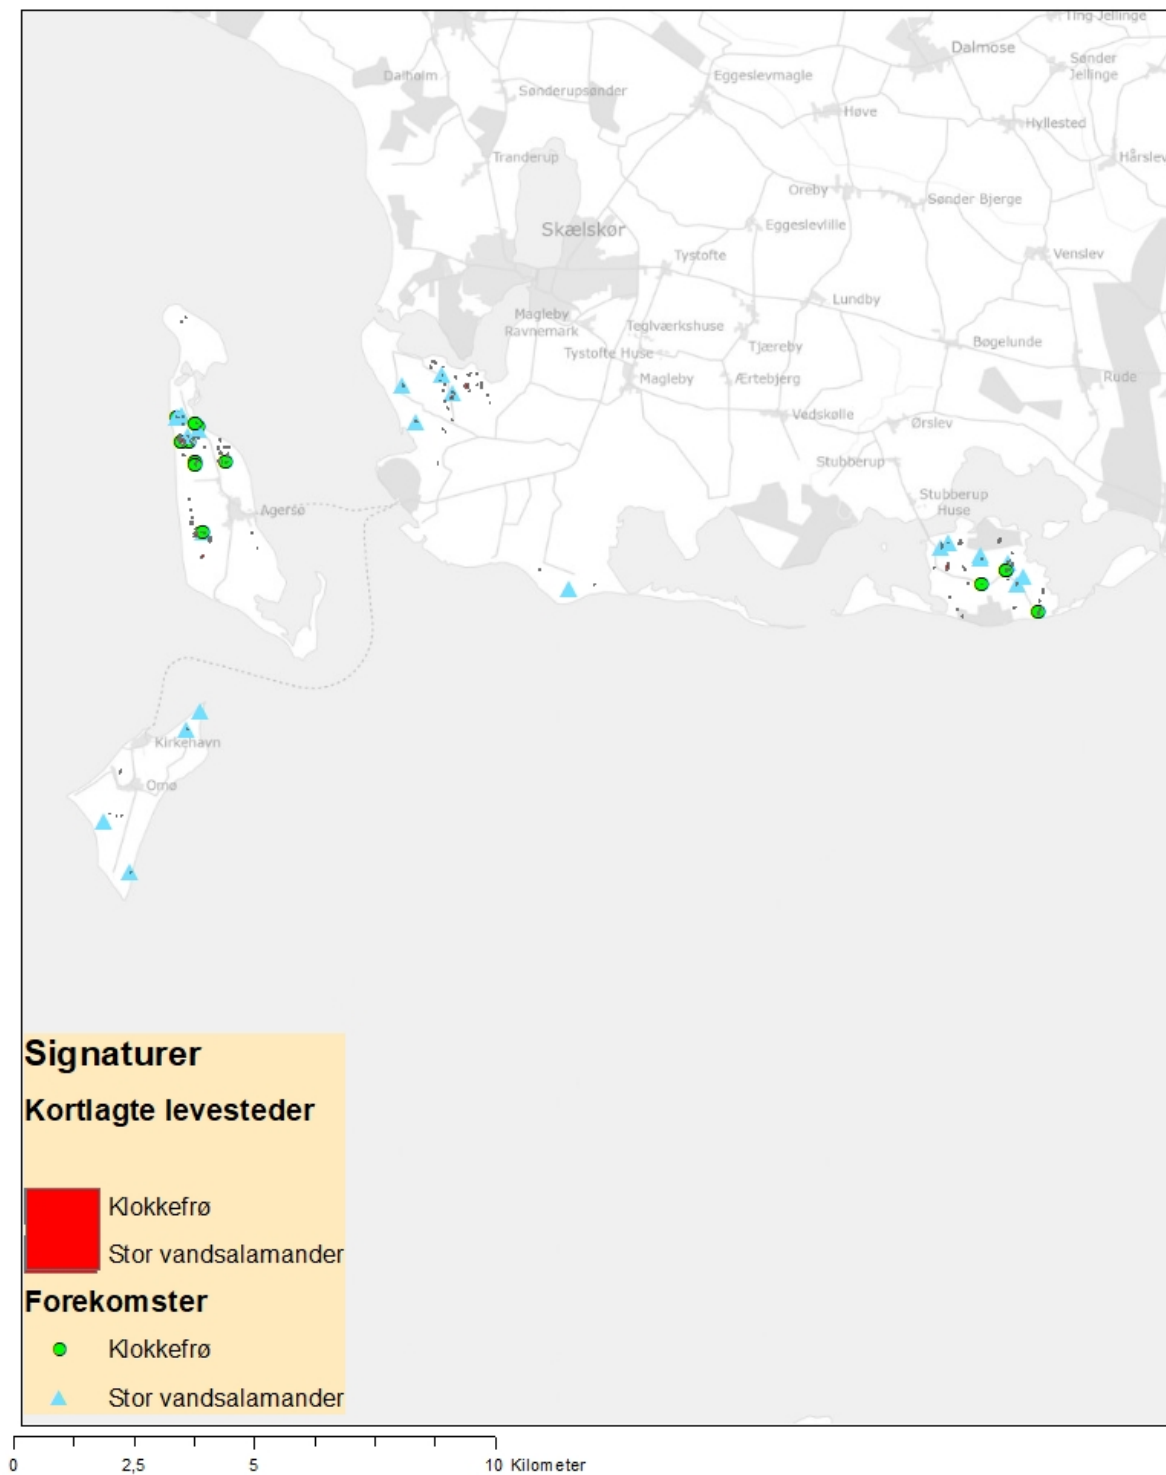 Ting Jellinge
Dalmose
Sønder
Jellinge
Dalholm
Eggeslevmagle
Sønderupsønder
Høve
Hyllested
Tranderup
Hårslev
Oreby
Sønder Bjerge
Skælskør
Eggeslevlille
Tystofte
Venslev
Lundby
Magleby
Ravnemark
Teglværkshuse
Tystofte Huse
Tjæreby
Bøgelunde
Magleby
Ærtebjerg
Rude
Vedskølle
Ørslev
Stubberup
Stubberup
Huse
Agersø
Kirkehavn
Omø
Signaturer
Kortlagte levesteder
Klokkefrø
Stor vandsalamander
Forekomster
Klokkefrø
Stor vandsalamander
0 2,5 5 10 Kilometer